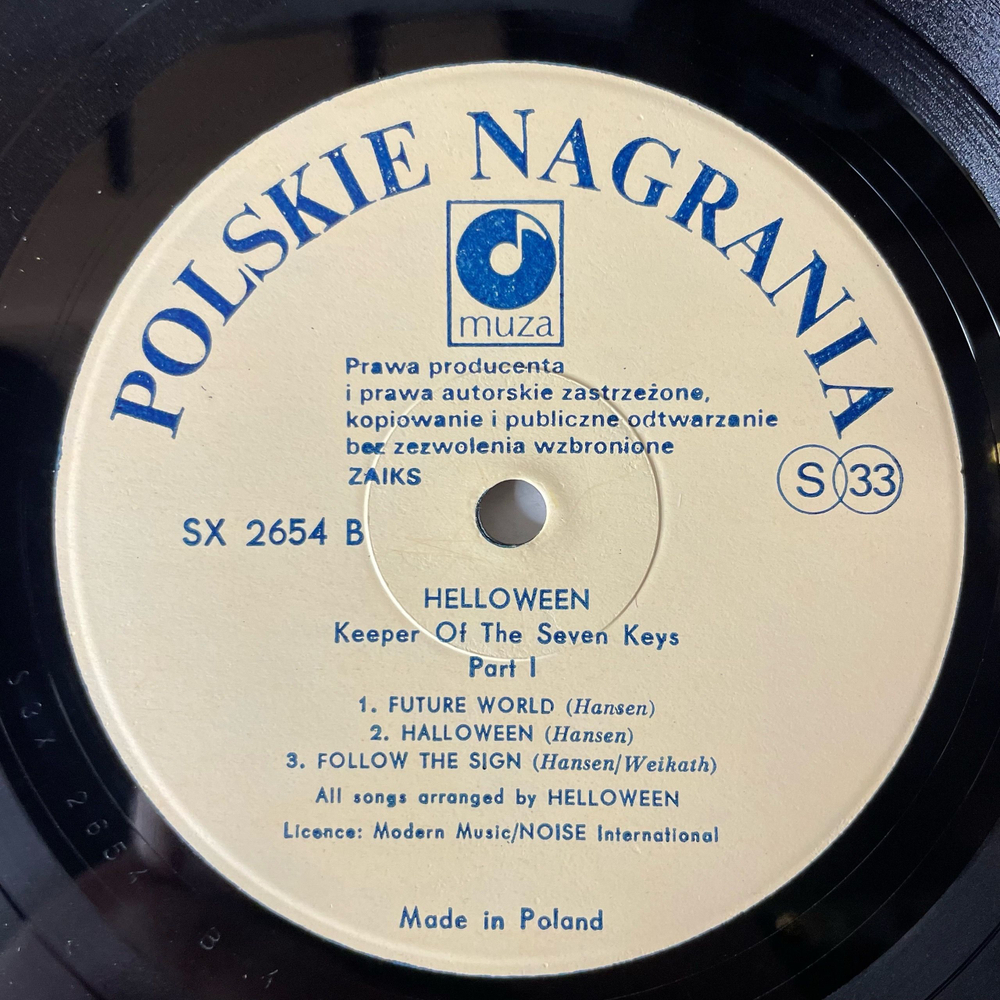 POLSKIE NAGRANIA
muza
Prawa producenta
i prawa autorskie zastrzeżone,
kopiowanie i publiczne odtwarzanie
bez zezwolenia wzbronione
ZAIKS
S 33
SX 2654 B
HELLOWEEN
Keeper Of The Seven Keys
Part I
1. FUTURE WORLD (Hansen)
2. HALLOWEEN (Hansen)
3. FOLLOW THE SIGN (Hansen/Weikath)
All songs arranged by HELLOWEEN
Licence: Modern Music/NOISE International
Made in Poland